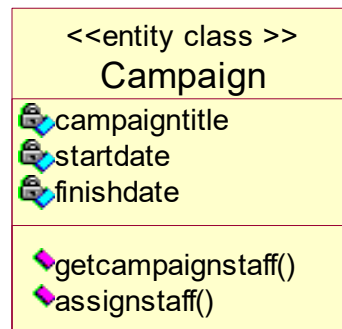 <<entity class >>
Campaign
campaigntitle
startdate
finishdate
getcampaignstaff()
assignstaff()